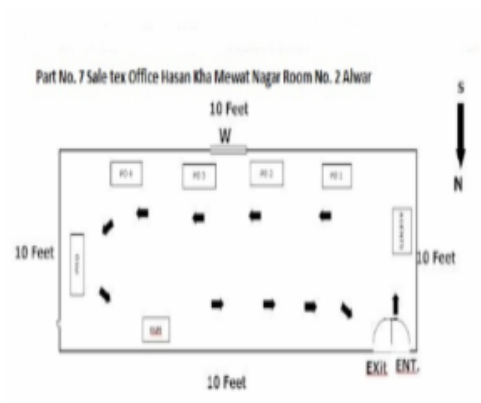 Part No. 7 Sale tex Office Hasan Kha Mewat Nagar Room No. 2 Alwar
10 Feet
S
W
PO 4
PO 3
PO 2
PO 1
N
10 Feet
10 Feet
EXit ENT.
10 Feet